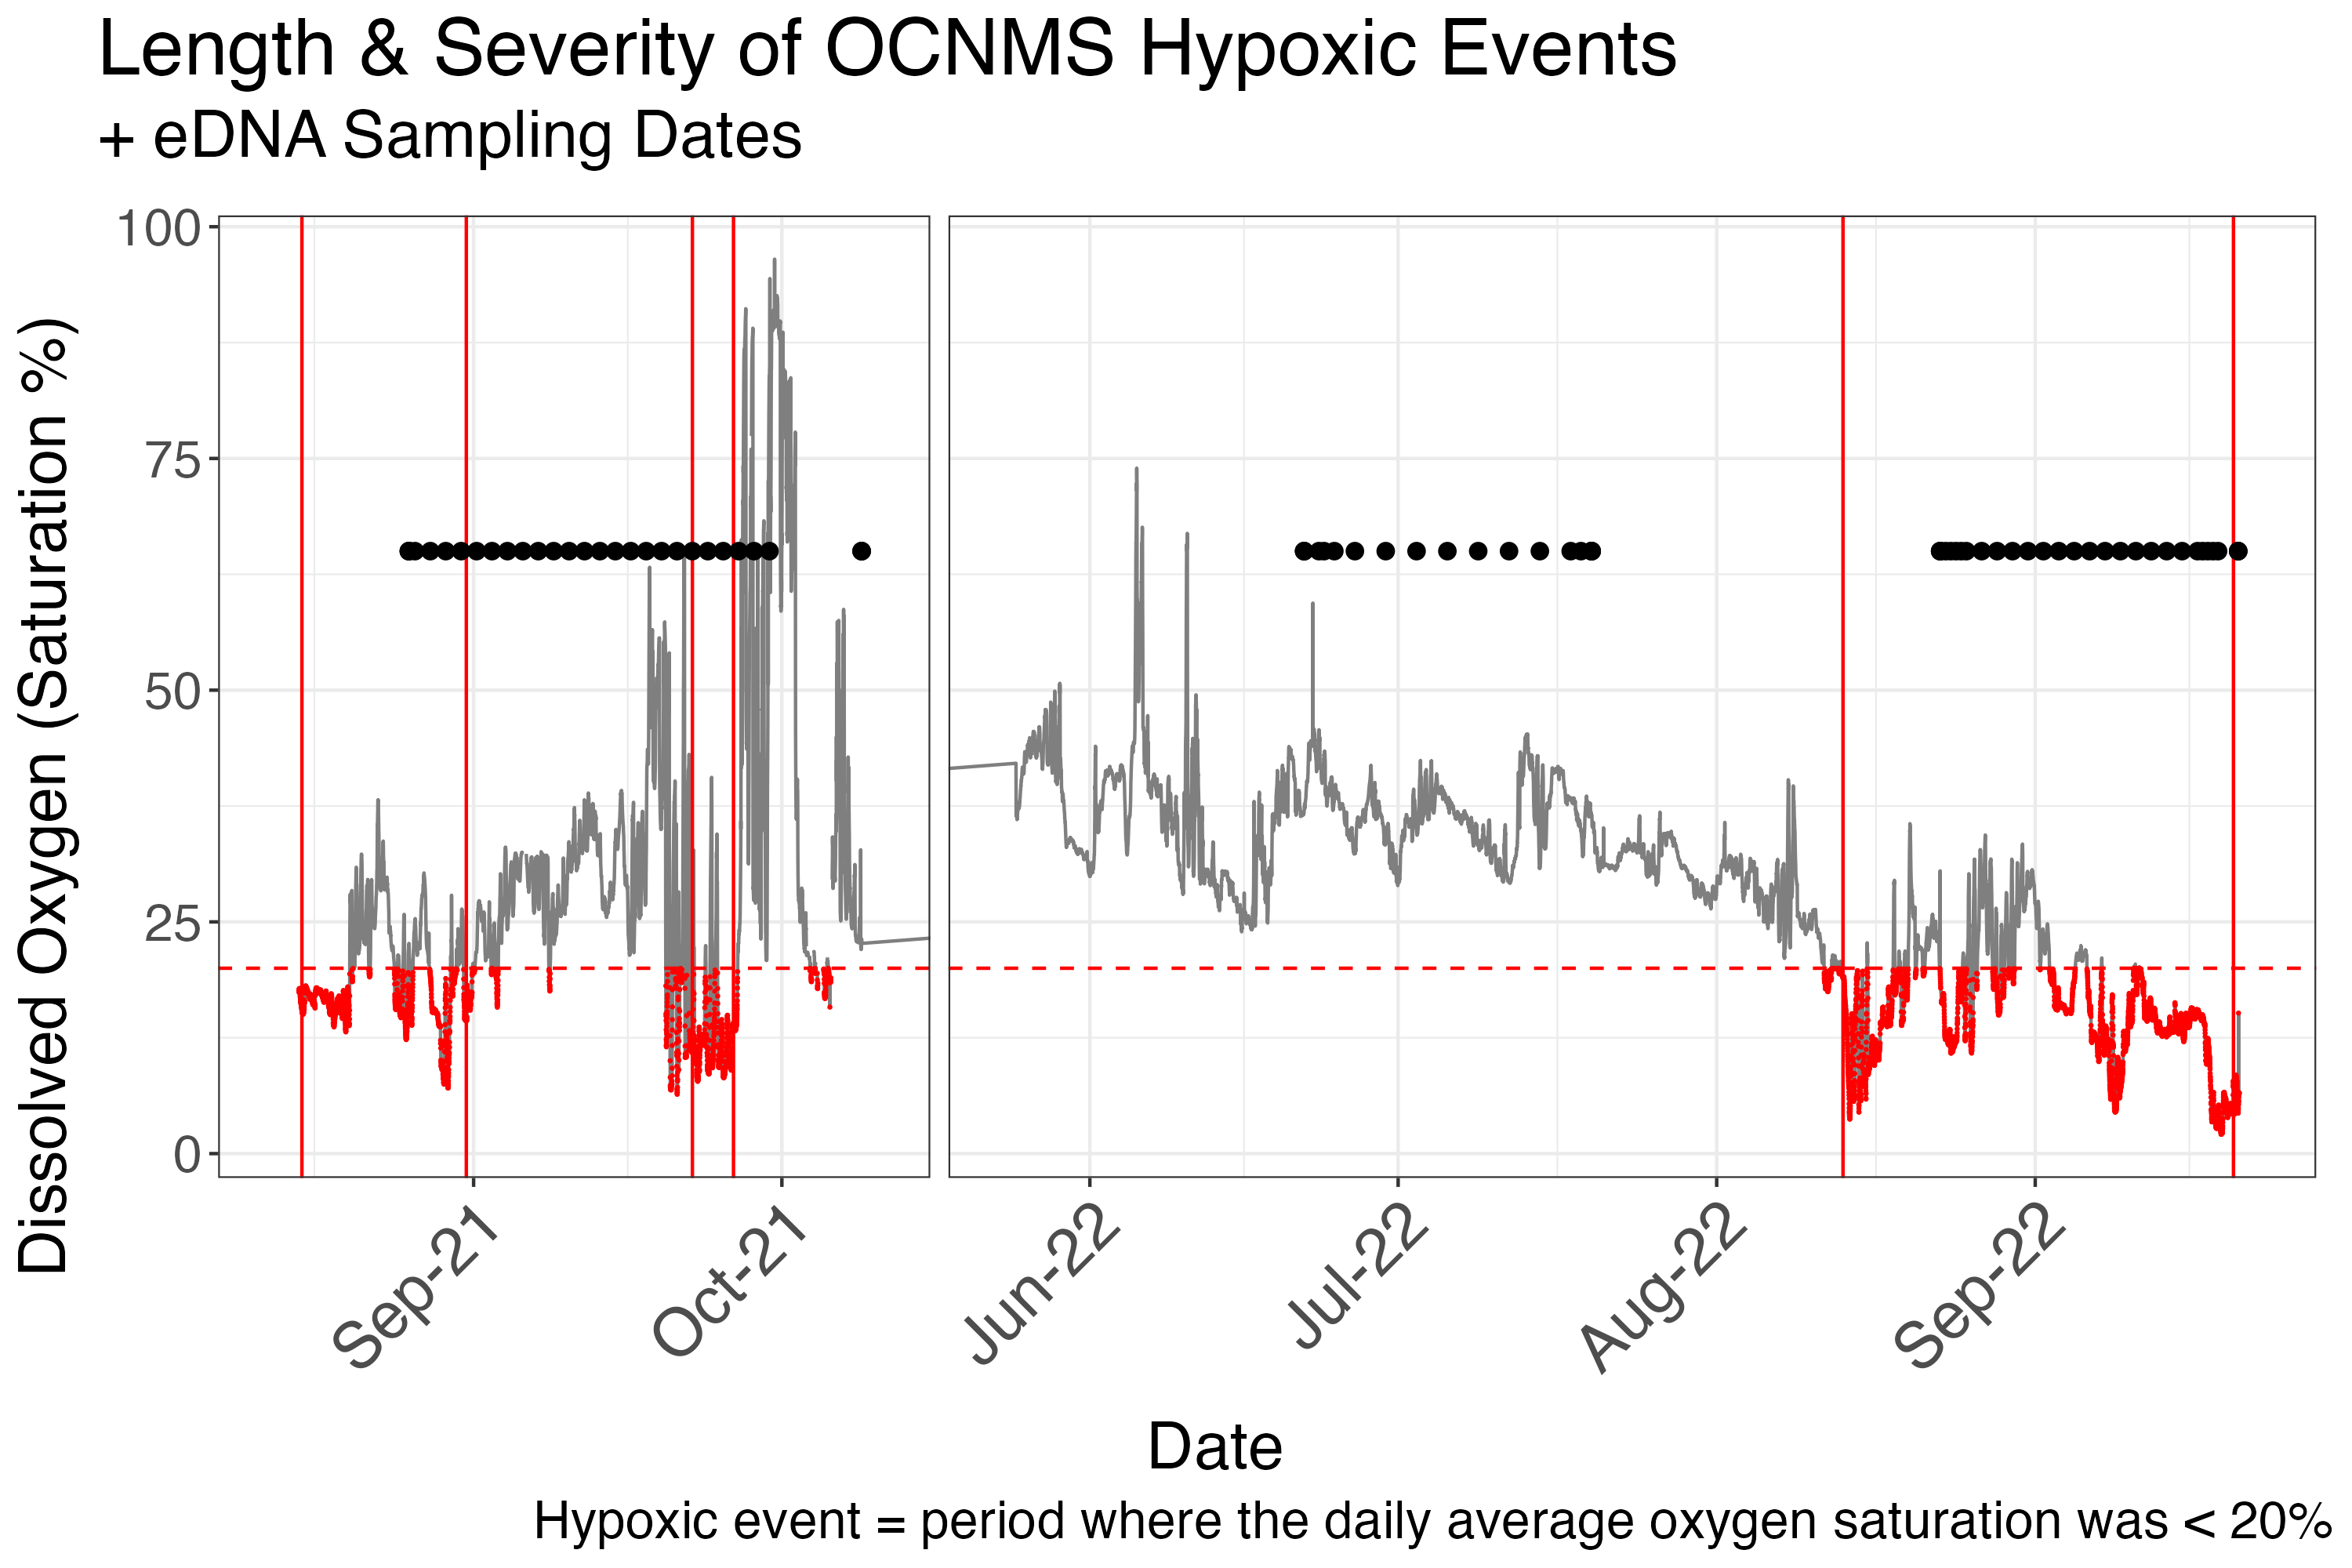 Length & Severity of OCNMS Hypoxic Events
+ eDNA Sampling Dates
Dissolved Oxygen (Saturation %)
100
75
50
25
0
Sep-21
Oct-21
Jun-22
Jul-22
Aug-22
Sep-22
Date
Hypoxic event = period where the daily average oxygen saturation was < 20%